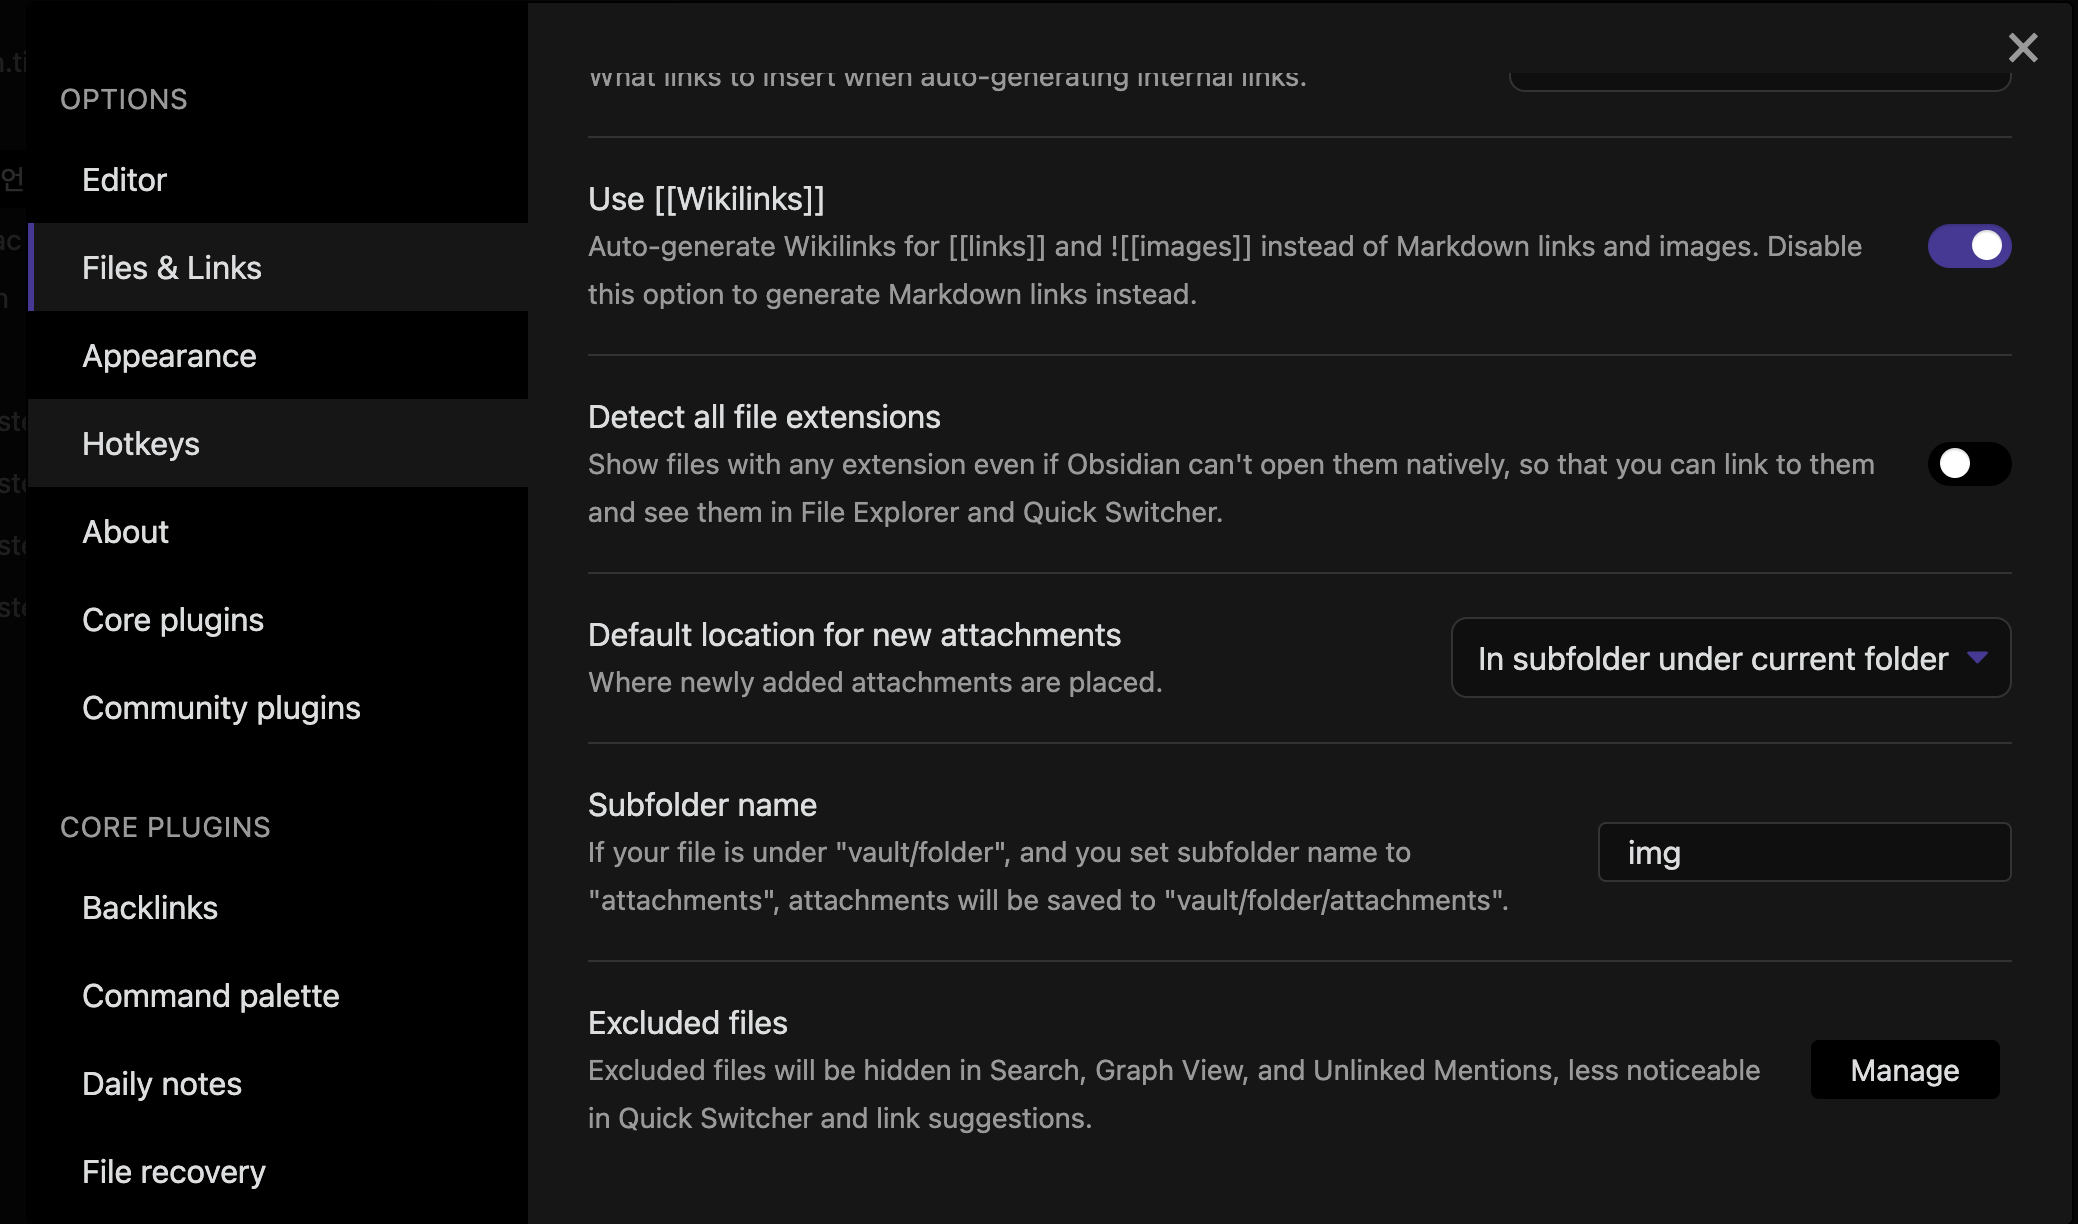 OPTIONS
Editor
Files & Links
Appearance
Hotkeys
About
Core plugins
Community plugins
CORE PLUGINS
Backlinks
Command palette
Daily notes
File recovery
What links to insert when auto-generating internal links.
Use [[Wikilinks]]
Auto-generate Wikilinks for [[links]] and ![[images]] instead of Markdown links and images. Disable
this option to generate Markdown links instead.
Detect all file extensions
Show files with any extension even if Obsidian can't open them natively, so that you can link to them
and see them in File Explorer and Quick Switcher.
Default location for new attachments
Where newly added attachments are placed.
In subfolder under current folder
Subfolder name
If your file is under "vault/folder", and you set subfolder name to
"attachments", attachments will be saved to "vault/folder/attachments".
img
Excluded files
Excluded files will be hidden in Search, Graph View, and Unlinked Mentions, less noticeable
in Quick Switcher and link suggestions.
Manage